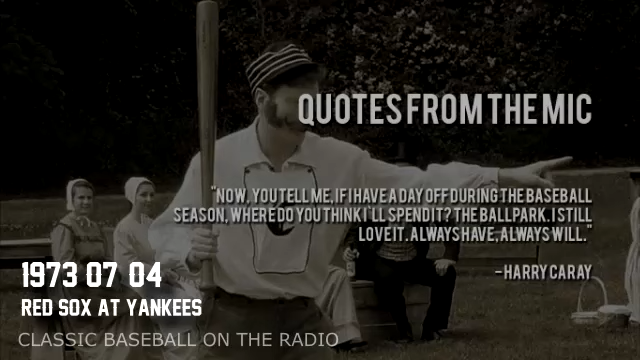 QUOTES FROM THE MIC
"NOW, YOU TELL ME, IF I HAVE A DAY OFF DURING THE BASEBALL
SEASON, WHERE DO YOU THINK I'LL SPEND IT? THE BALLPARK. I STILL
LOVE IT. ALWAYS HAVE, ALWAYS WILL."
- HARRY CARAY
1973 07 04
RED SOX AT YANKEES
CLASSIC BASEBALL ON THE RADIO